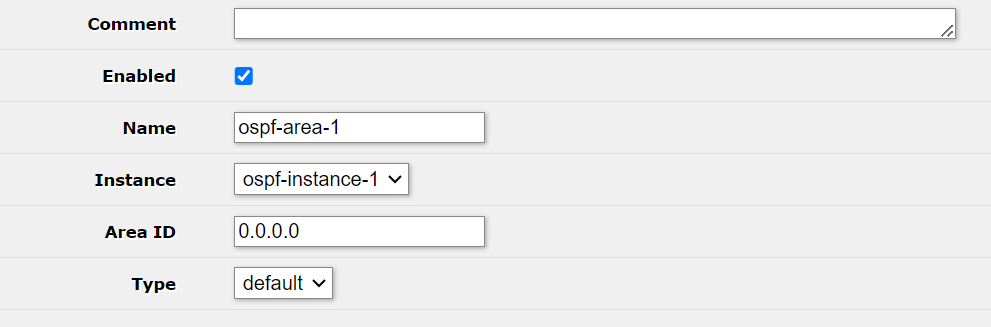 Comment
Enabled
Name ospf-area-1
Instance ospf-instance-1
Area ID 0.0.0.0
Type default